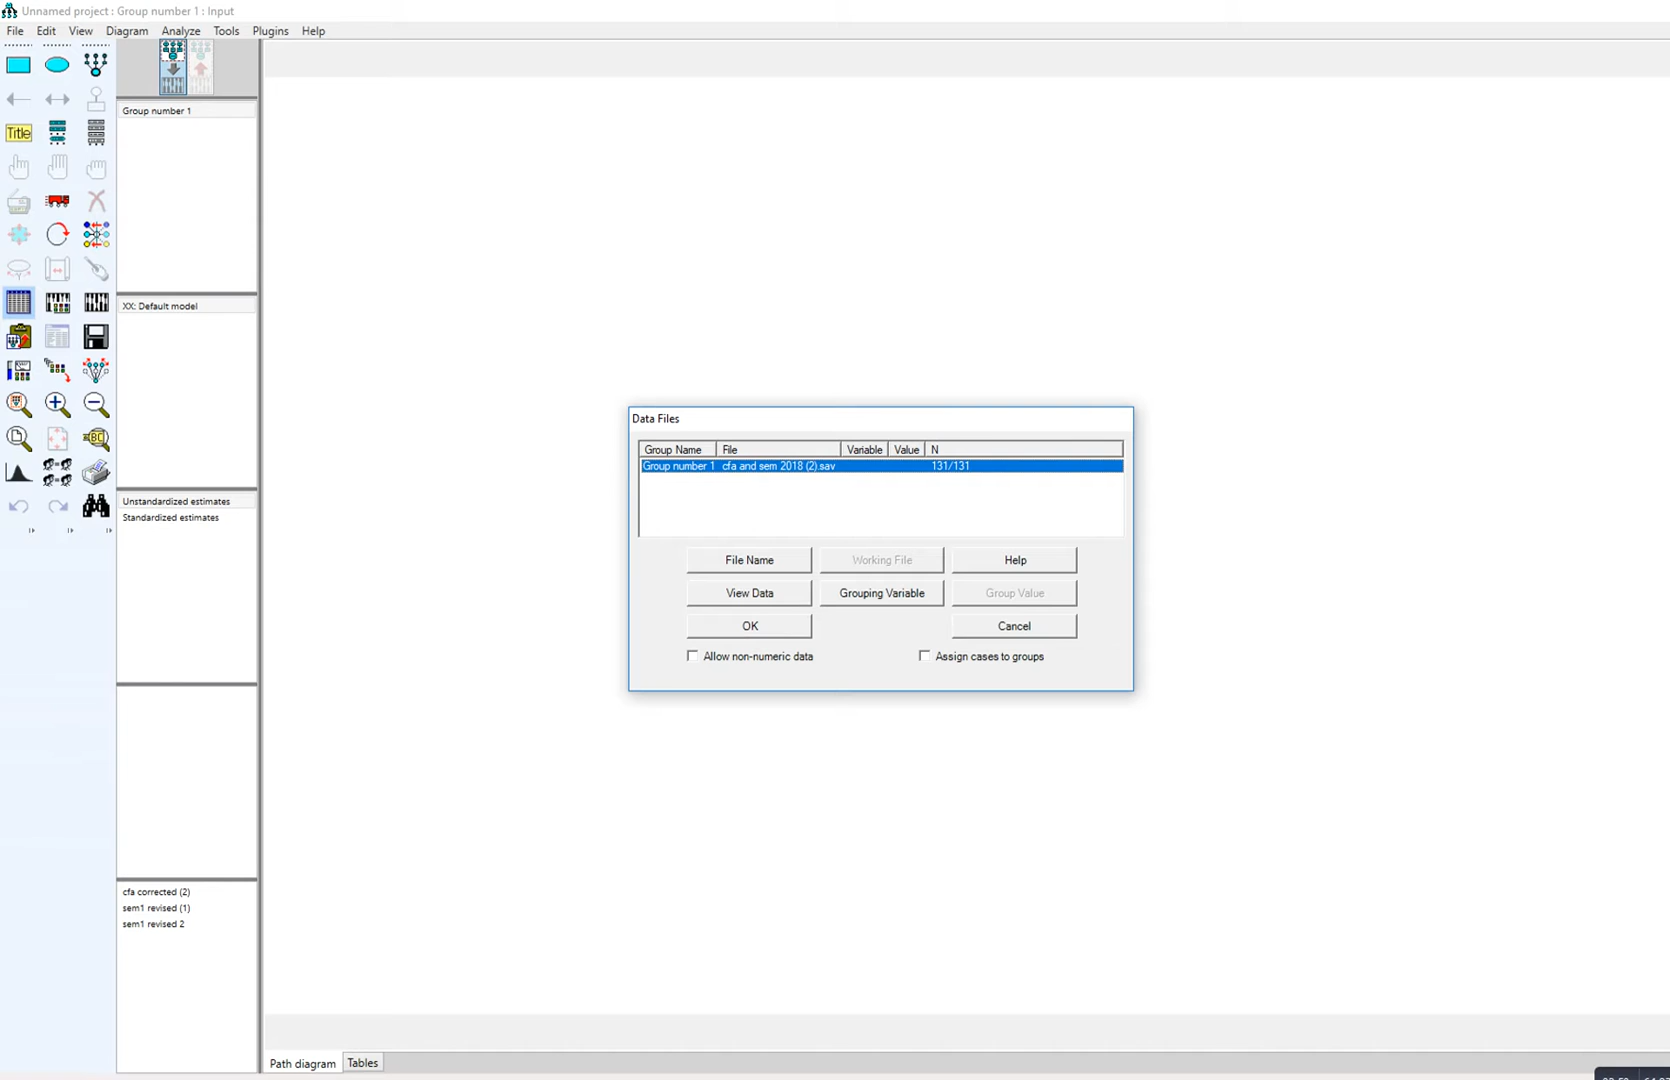 Unnamed project : Group number 1 : Input
File Edit View Diagram Analyze Tools Plugins Help
Title
Group number 1
XX: Default model
Unstandardized estimates
Standardized estimates
cfa corrected (2)
sem1 revised (1)
sem1 revised 2
Data Files
Group Name File Variable Value N
Group number 1 cfa and sem 2018 (2).sav 131/131
File Name Working File Help
View Data Grouping Variable Group Value
OK Cancel
Allow non-numeric data Assign cases to groups
Path diagram Tables